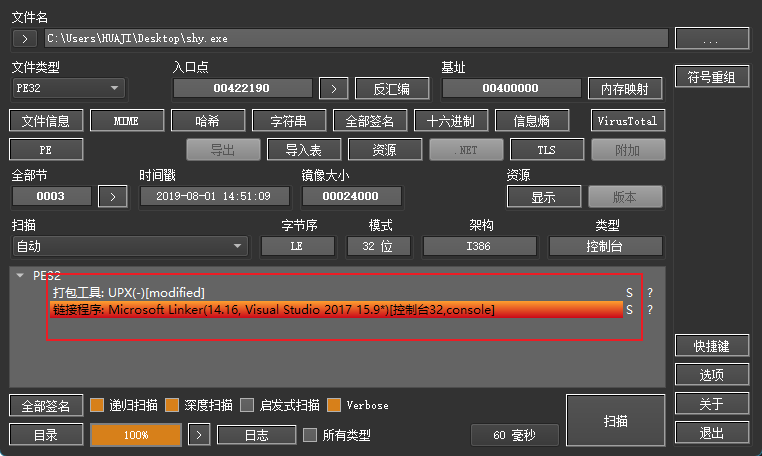 文件名
> C:\Users\HUAJI\Desktop\shy.exe ...
文件类型 入口点 基址
PE32 00422190 > 反汇编 00400000 内存映射 符号重组
文件信息 MIME 哈希 字符串 全部签名 十六进制 信息熵 VirusTotal
PE 导出 导入表 资源 .NET TLS 附加
全部节 时间戳 镜像大小 资源
0003 > 2019-08-01 14:51:09 00024000 显示 版本
扫描 字节序 模式 架构 类型
自动 LE 32 位 I386 控制台
PE32
打包工具: UPX(-)[modified] S ?
链接程序: Microsoft Linker(14.16, Visual Studio 2017 15.9*)[控制台32,console] S ?
快捷键
选项
全部签名 递归扫描 深度扫描 启发式扫描 Verbose 扫描 关于
目录 100% > 日志 所有类型 60 毫秒 退出